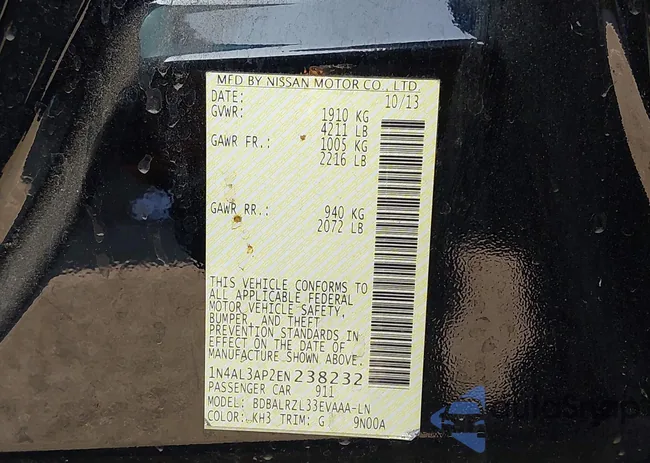 MFD BY NISSAN MOTOR CO., LTD.
DATE: 10/13
GVWR: 1910 KG
4211 LB
GAWR FR.: 1005 KG
2216 LB
GAWR RR.: 940 KG
2072 LB
THIS VEHICLE CONFORMS TO
ALL APPLICABLE FEDERAL
MOTOR VEHICLE SAFETY,
BUMPER, AND THEFT
PREVENTION STANDARDS IN
EFFECT ON THE DATE OF
MANUFACTURE SHOWN ABOVE.
1N4AL3AP2EN238232
PASSENGER CAR 911
MODEL: BDBALRZL33EVAAA-LN
COLOR: KH3 TRIM: G 9N00A